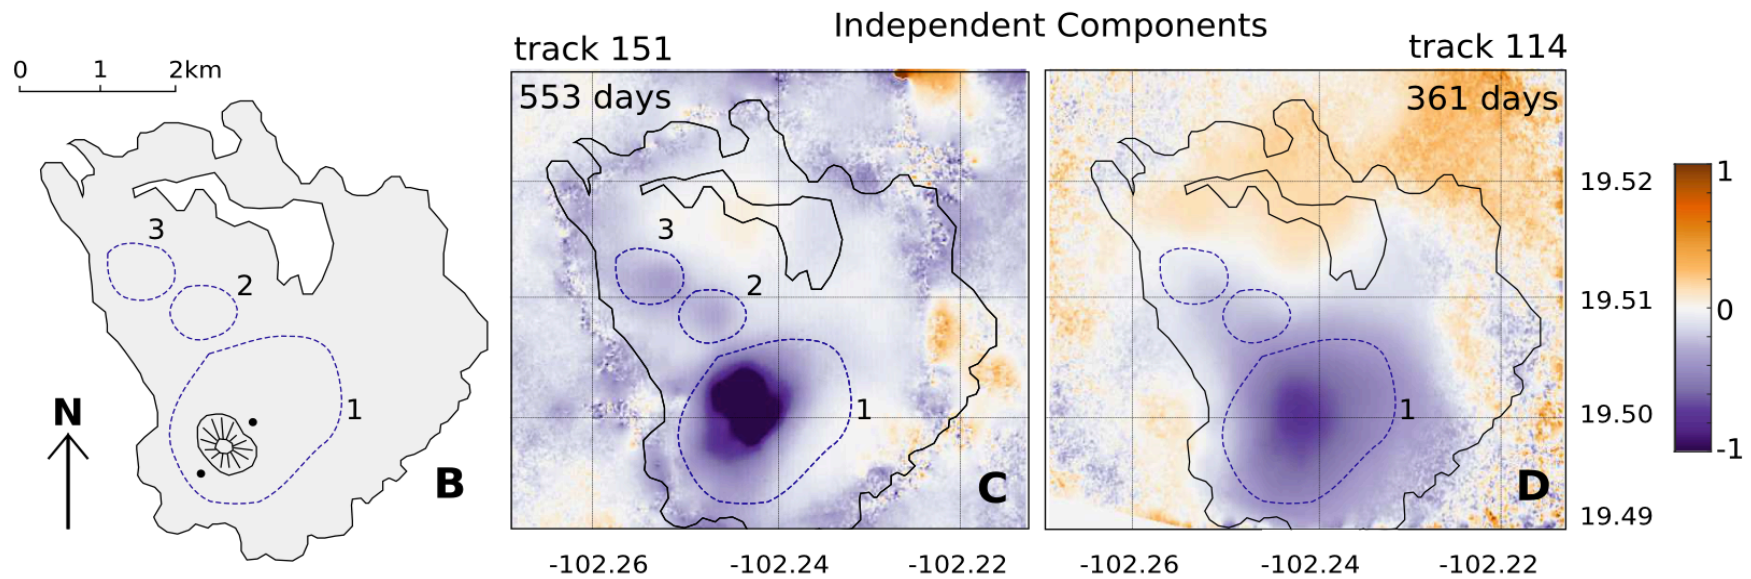 Independent Components
track 151
track 114
0 1 2km
553 days
361 days
3
2
1
N
B
3
2
1
C
1
D
19.52
19.51
19.50
19.49
1
0
-1
-102.26 -102.24 -102.22
-102.26 -102.24 -102.22